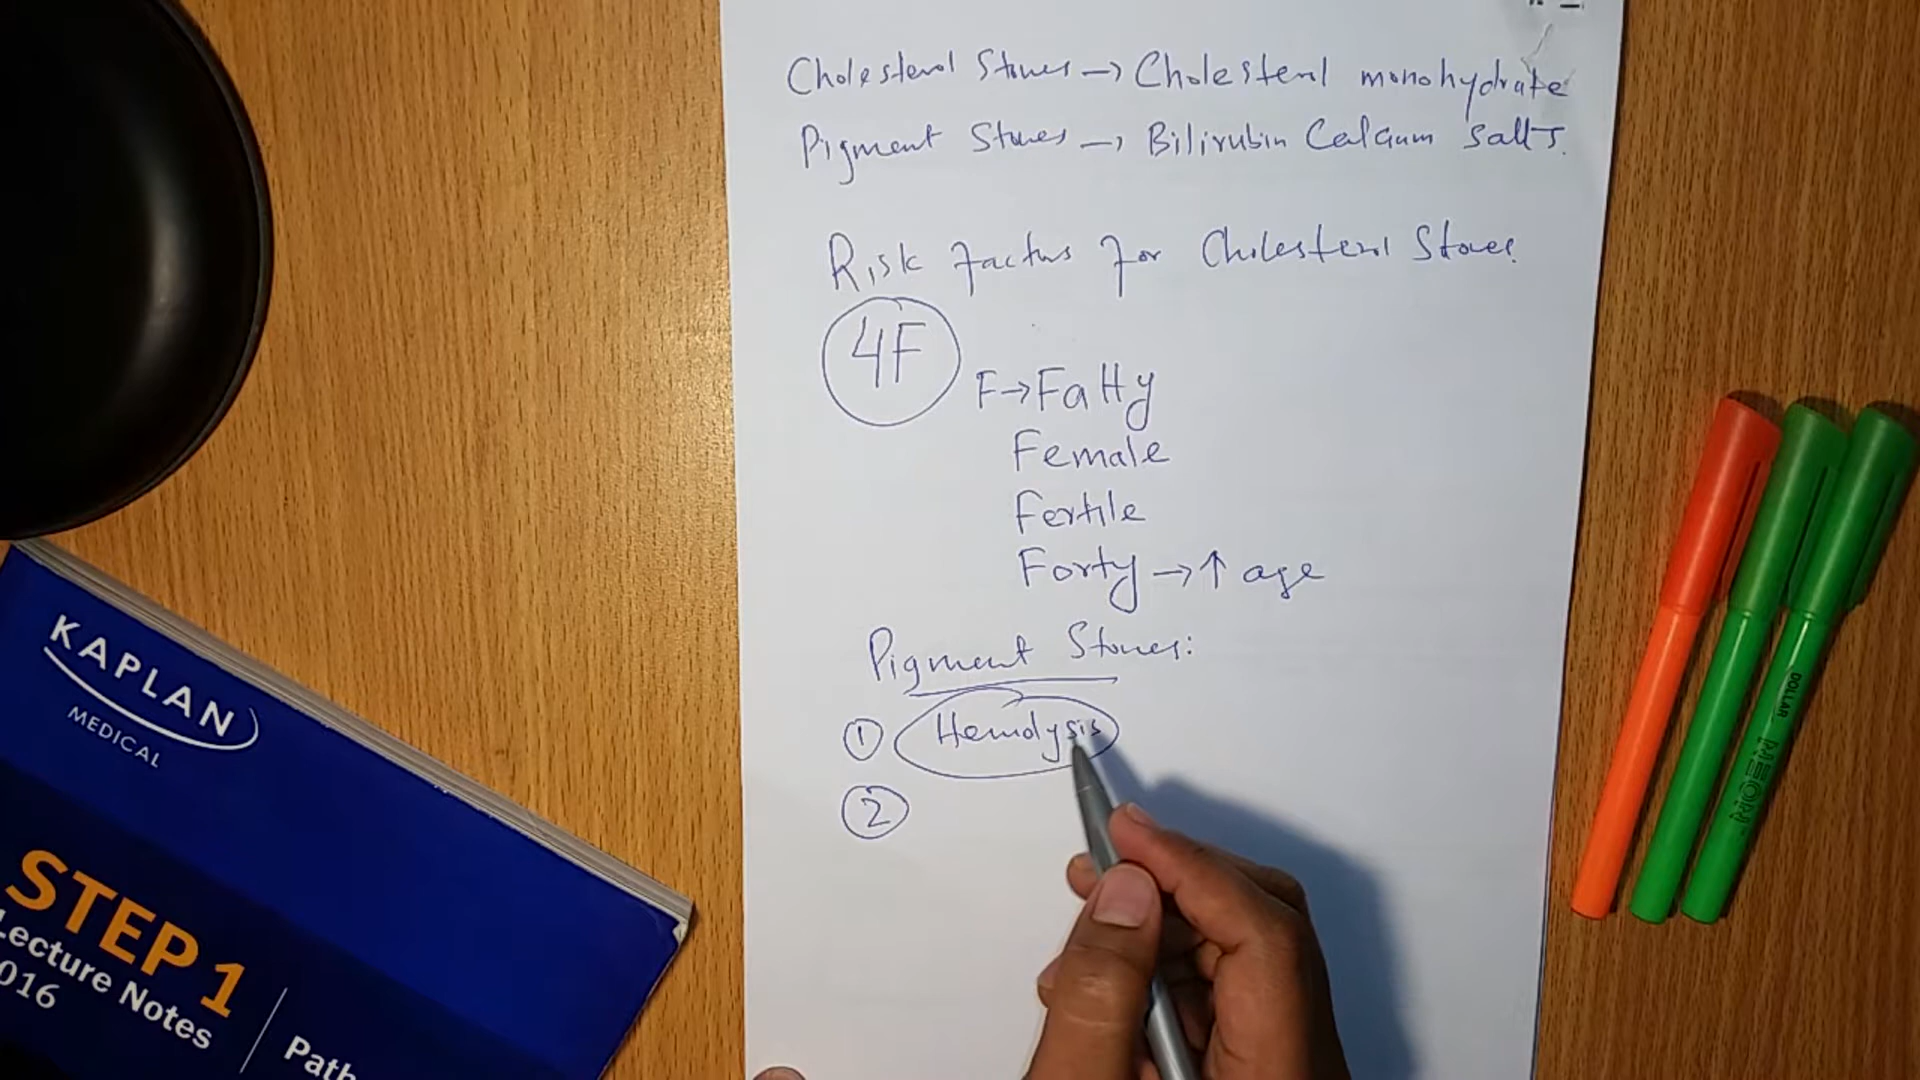 Cholesterol Stones → Cholesterol monohydrate
Pigment Stones → Bilirubin Calcium salts.
Risk factors for Cholesterol Stones.
4F
F→Fatty
Female
Fertile
Forty → ↑ age
Pigment Stones:
① Hemolysis
②
KAPLAN
MEDICAL
STEP 1
Lecture Notes
016
Path
DOLLAR
NEON